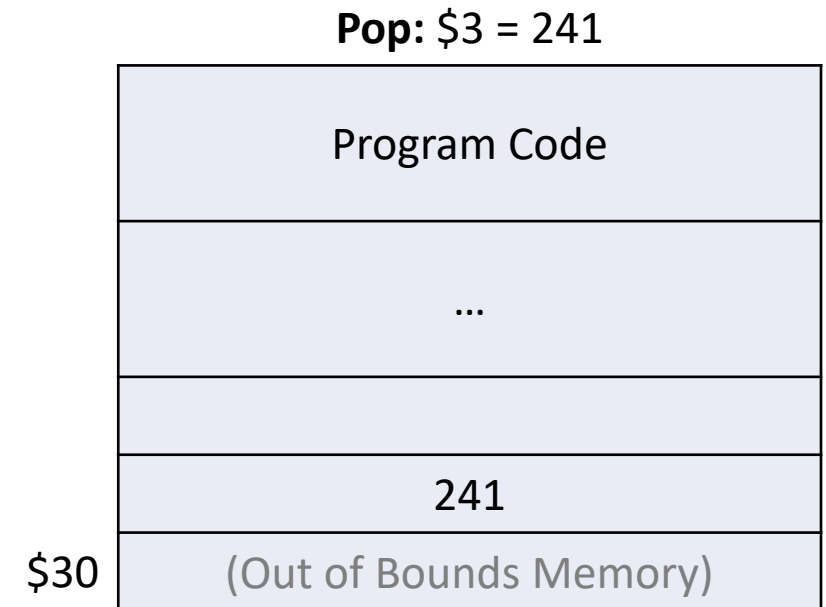 Pop: $3 = 241
Program Code
…
241
$30 (Out of Bounds Memory)